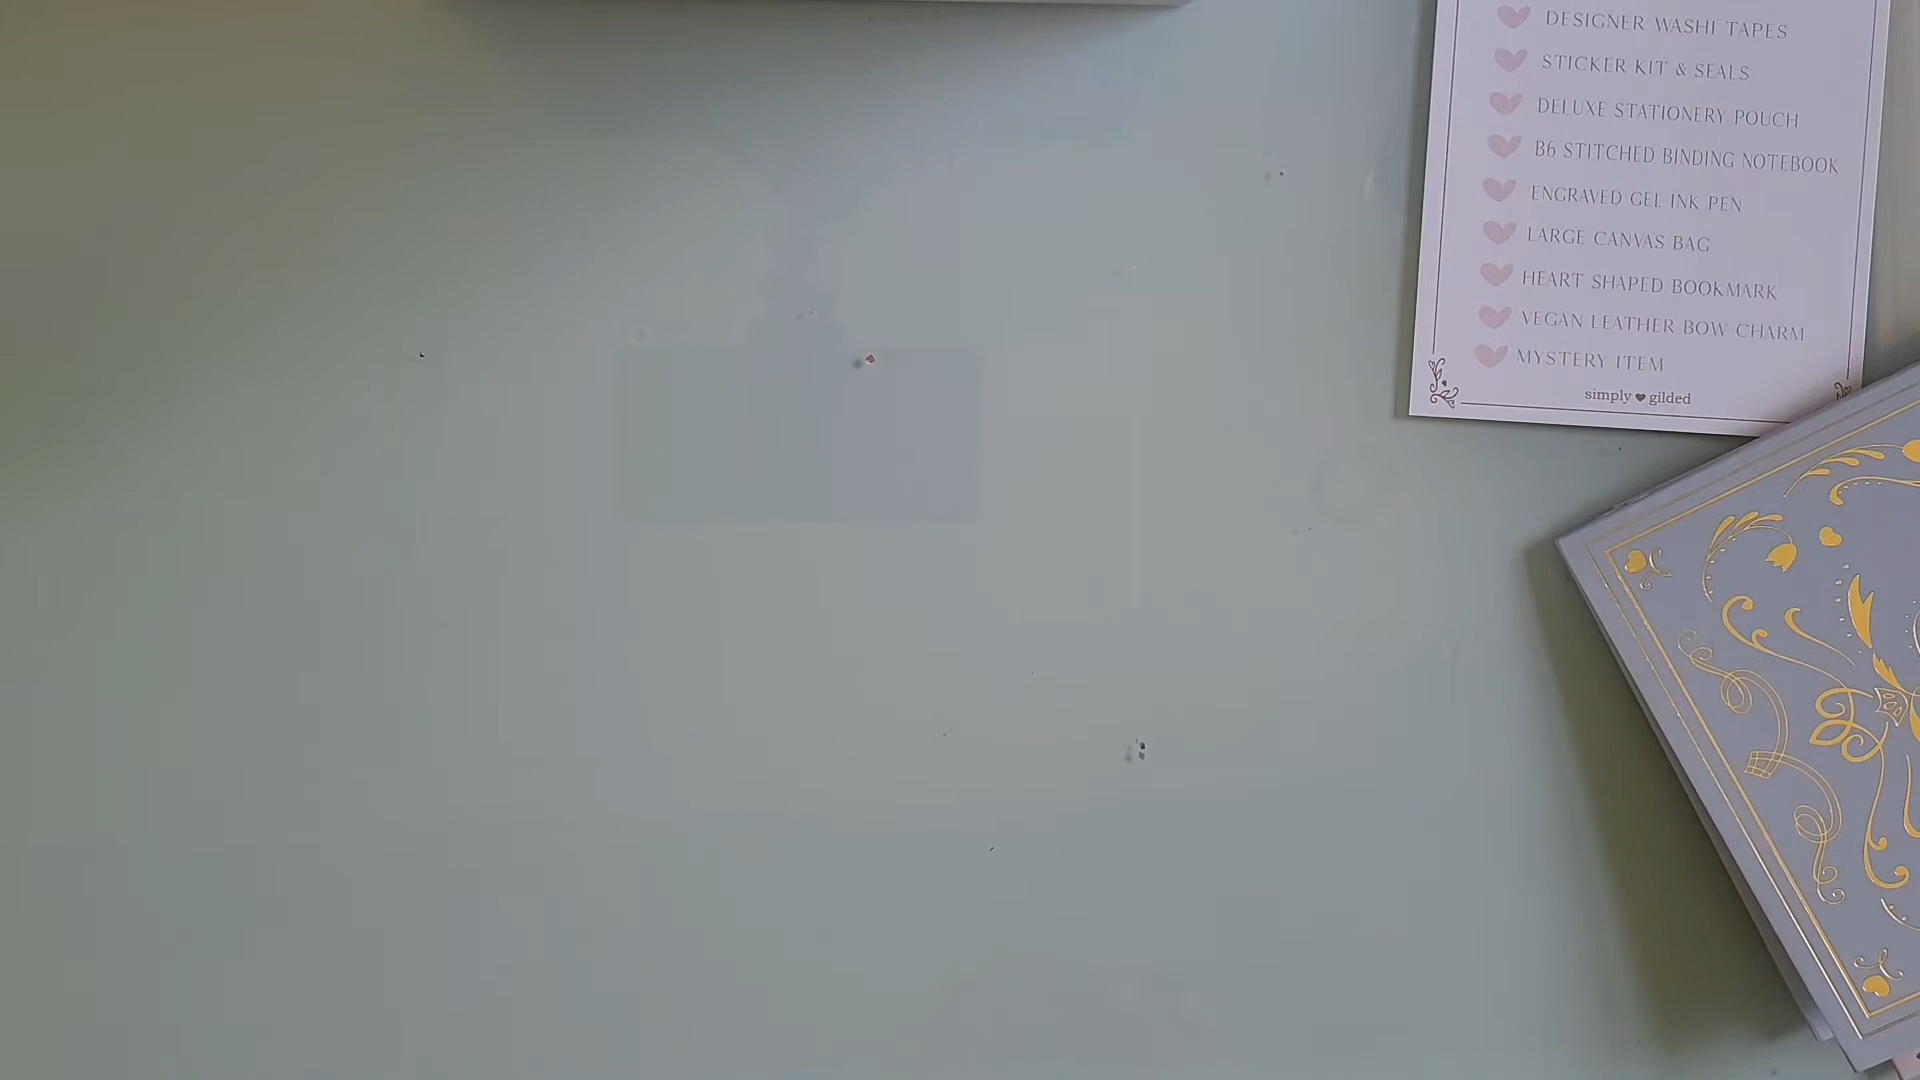 DESIGNER WASHI TAPES
STICKER KIT & SEALS
DELUXE STATIONERY POUCH
B6 STITCHED BINDING NOTEBOOK
ENGRAVED GEL INK PEN
LARGE CANVAS BAG
HEART SHAPED BOOKMARK
VEGAN LEATHER BOW CHARM
MYSTERY ITEM
simply ♥ gilded